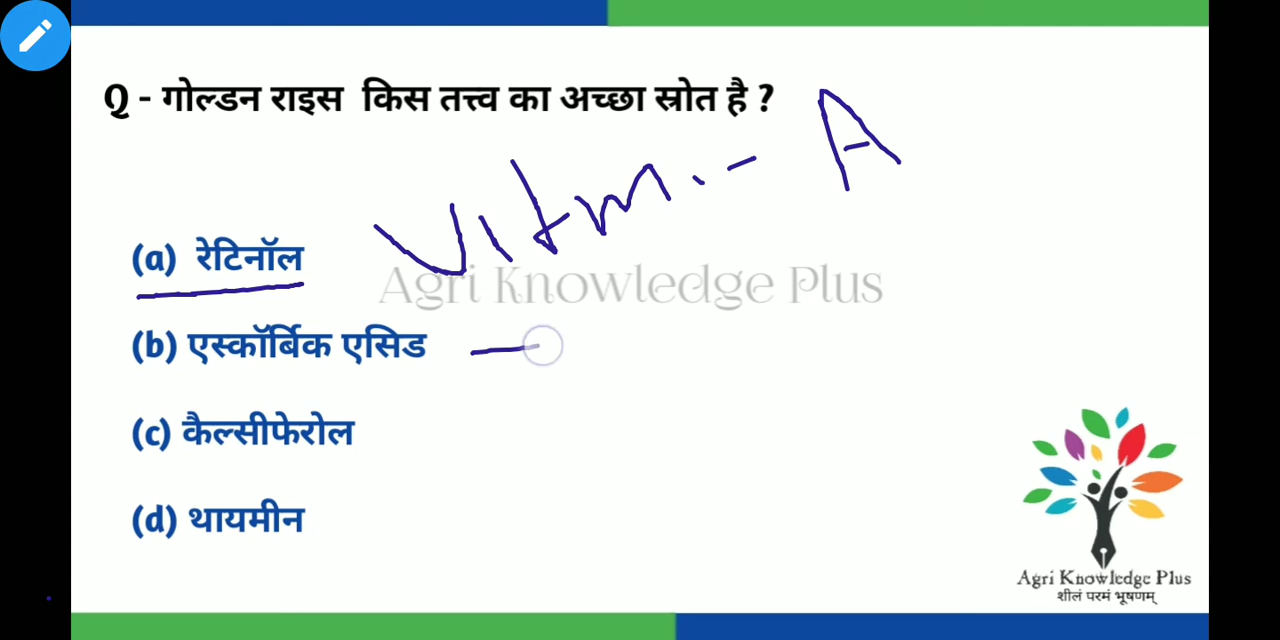 Q - गोल्डन राइस किस तत्त्व का अच्छा स्रोत है ?
Vitm. - A
(a) रेटिनॉल
Agri Knowledge Plus
(b) एस्कॉर्बिक एसिड
(c) कैल्सीफेरोल
(d) थायमीन
Agri Knowledge Plus
शीलं परमं भूषणम्